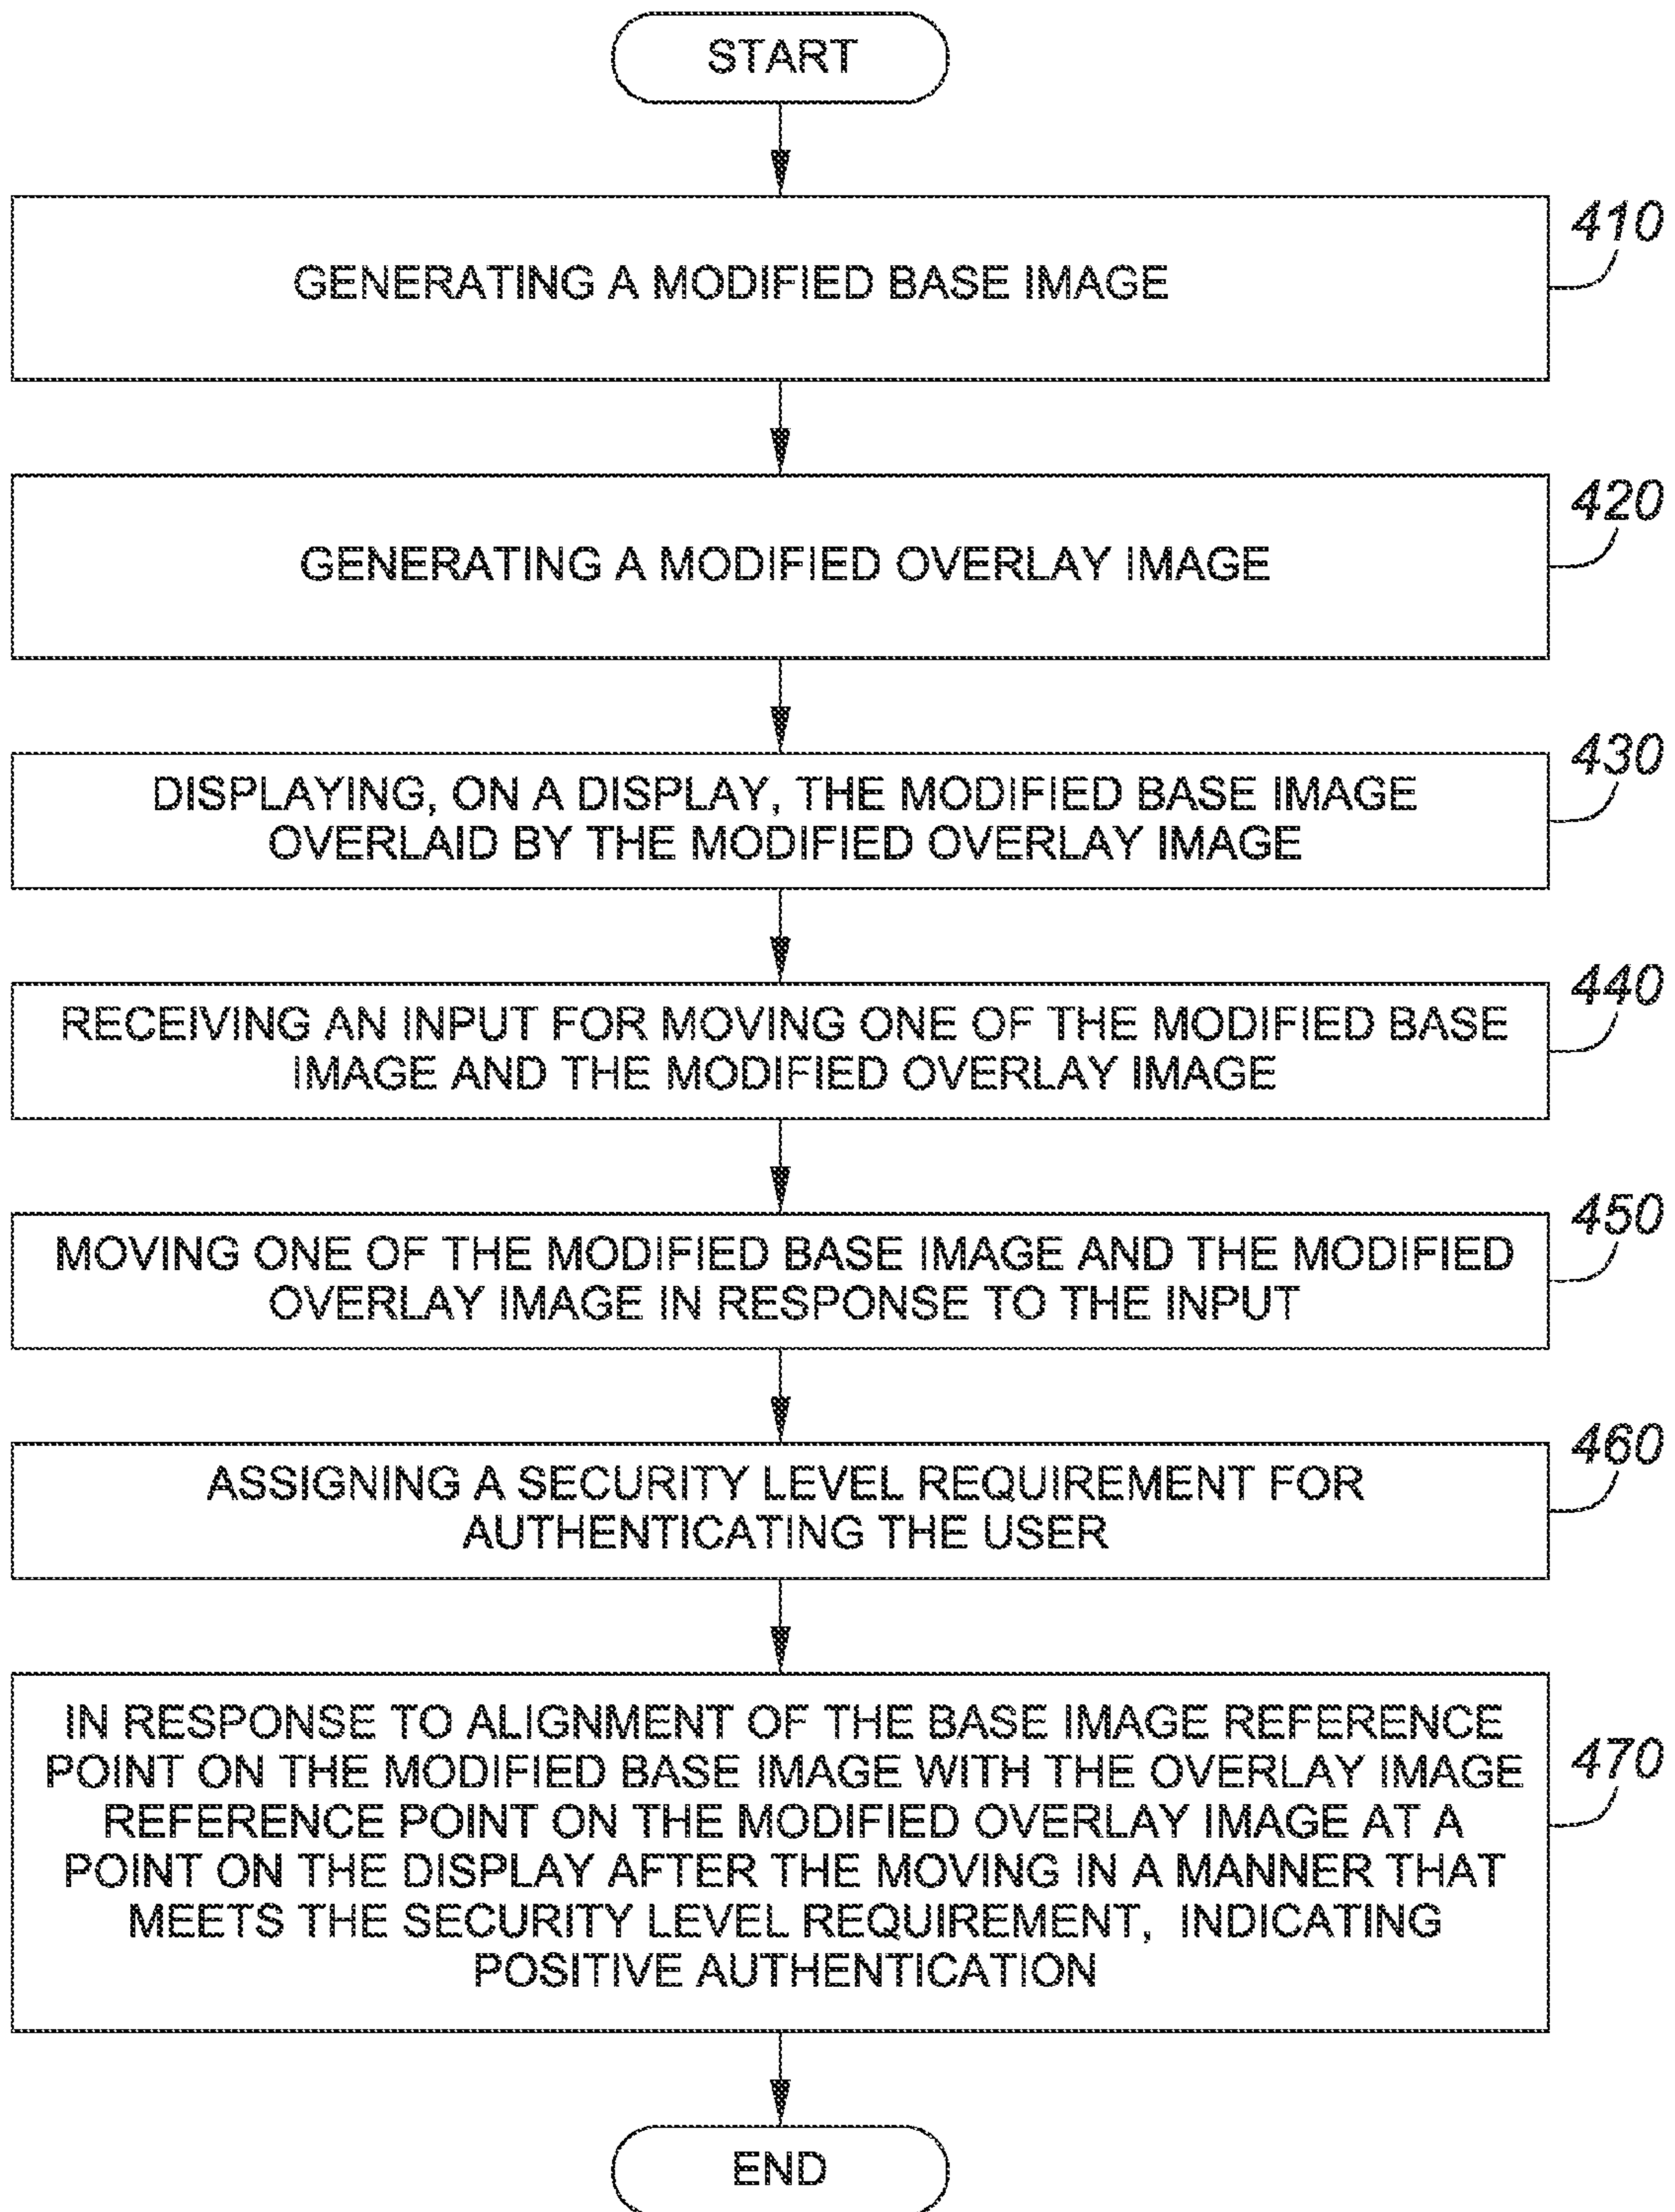 START
410
GENERATING A MODIFIED BASE IMAGE
420
GENERATING A MODIFIED OVERLAY IMAGE
430
DISPLAYING, ON A DISPLAY, THE MODIFIED BASE IMAGE
OVERLAID BY THE MODIFIED OVERLAY IMAGE
440
RECEIVING AN INPUT FOR MOVING ONE OF THE MODIFIED BASE
IMAGE AND THE MODIFIED OVERLAY IMAGE
450
MOVING ONE OF THE MODIFIED BASE IMAGE AND THE MODIFIED
OVERLAY IMAGE IN RESPONSE TO THE INPUT
460
ASSIGNING A SECURITY LEVEL REQUIREMENT FOR
AUTHENTICATING THE USER
IN RESPONSE TO ALIGNMENT OF THE BASE IMAGE REFERENCE
POINT ON THE MODIFIED BASE IMAGE WITH THE OVERLAY IMAGE
470
REFERENCE POINT ON THE MODIFIED OVERLAY IMAGE AT A
POINT ON THE DISPLAY AFTER THE MOVING IN A MANNER THAT
MEETS THE SECURITY LEVEL REQUIREMENT, INDICATING
POSITIVE AUTHENTICATION
END